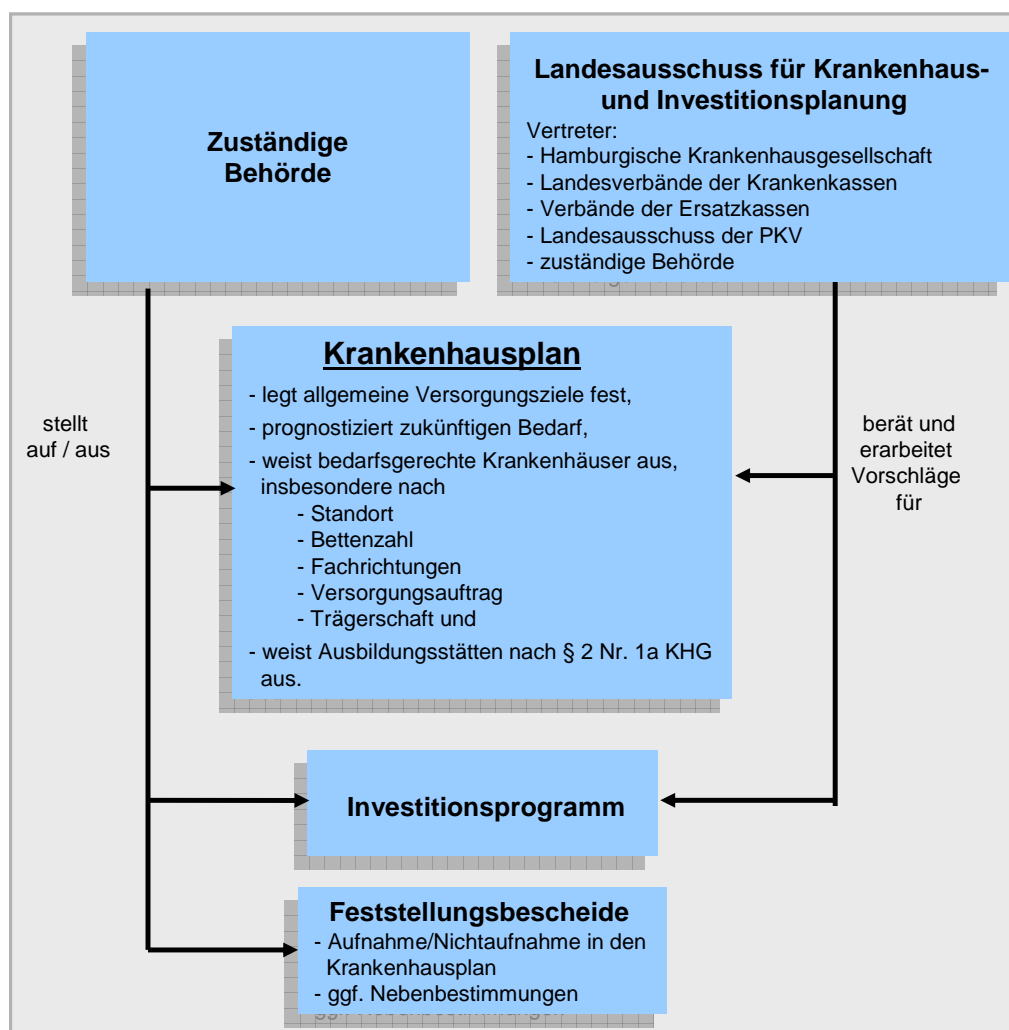 Zuständige
Behörde
Landesausschuss für Krankenhaus-
und Investitionsplanung
Vertreter:
- Hamburgische Krankenhausgesellschaft
- Landesverbände der Krankenkassen
- Verbände der Ersatzkassen
- Landesausschuss der PKV
- zuständige Behörde
Krankenhausplan
- legt allgemeine Versorgungsziele fest,
- prognostiziert zukünftigen Bedarf,
- weist bedarfsgerechte Krankenhäuser aus,
insbesondere nach
- Standort
- Bettenzahl
- Fachrichtungen
- Versorgungsauftrag
- Trägerschaft und
- weist Ausbildungsstätten nach § 2 Nr. 1a KHG
aus.
stellt
auf / aus
berät und
erarbeitet
Vorschläge
für
Investitionsprogramm
Feststellungsbescheide
- Aufnahme/Nichtaufnahme in den
Krankenhausplan
- ggf. Nebenbestimmungen